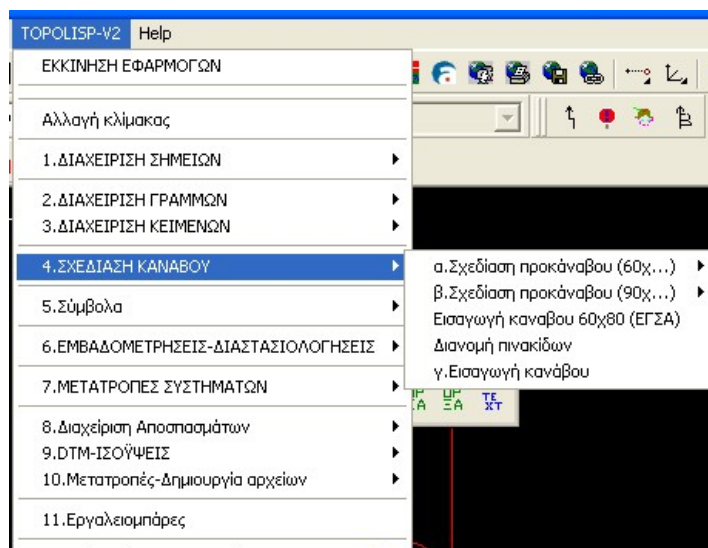 TOPOLISP-V2 Help
ΕΚΚΙΝΗΣΗ ΕΦΑΡΜΟΓΩΝ
Αλλαγή κλίμακας
1.ΔΙΑΧΕΙΡΙΣΗ ΣΗΜΕΙΩΝ
2.ΔΙΑΧΕΙΡΙΣΗ ΓΡΑΜΜΩΝ
3.ΔΙΑΧΕΙΡΙΣΗ ΚΕΙΜΕΝΩΝ
4.ΣΧΕΔΙΑΣΗ ΚΑΝΑΒΟΥ
α.Σχεδίαση προκάναβου (60χ...)
β.Σχεδίαση προκάναβου (90χ...)
Εισαγωγή καναβου 60χ80 (ΕΓΣΑ)
Διανομή πινακίδων
γ.Εισαγωγή κανάβου
5.Σύμβολα
6.ΕΜΒΑΔΟΜΕΤΡΗΣΕΙΣ-ΔΙΑΣΤΑΣΙΟΛΟΓΗΣΕΙΣ
7.ΜΕΤΑΤΡΟΠΕΣ ΣΥΣΤΗΜΑΤΩΝ
8.Διαχείριση Αποσπασμάτων
9.DTM-ΙΣΟΫΨΕΙΣ
10.Μετατροπές-Δημιουργία αρχείων
11.Εργαλειομπάρες
ΤΕ
ΧΤ